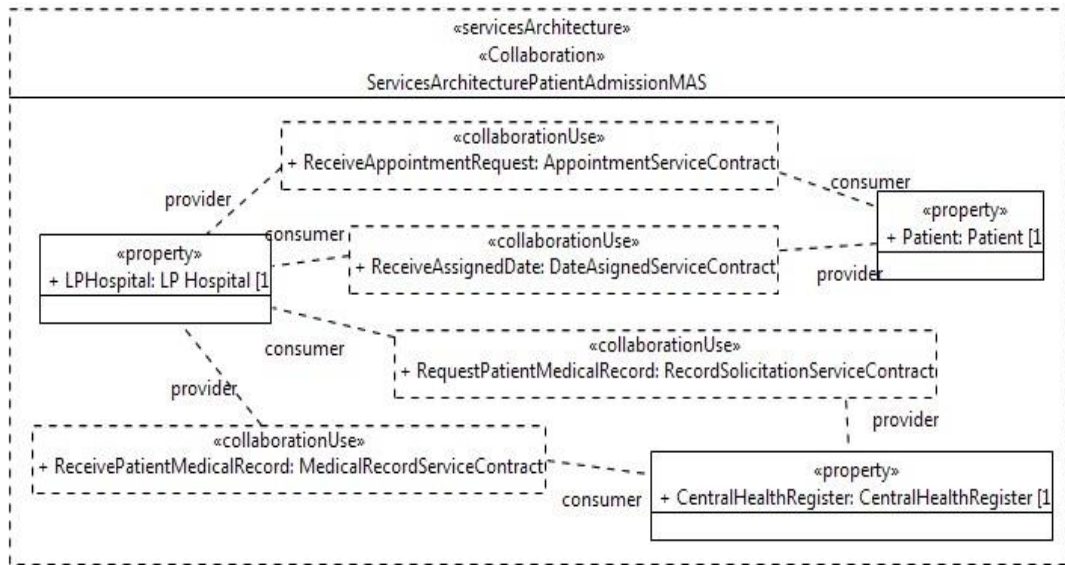 «servicesArchitecture»
«Collaboration»
ServicesArchitecturePatientAdmissionMAS
«collaborationUse»
+ ReceiveAppointmentRequest: AppointmentServiceContract
provider
consumer
«property»
+ Patient: Patient [1
consumer
«collaborationUse»
+ ReceiveAssignedDate: DateAsignedServiceContract
provider
«property»
+ LPHospital: LP Hospital [1
consumer
«collaborationUse»
+ RequestPatientMedicalRecord: RecordSolicitationServiceContract
provider
provider
«collaborationUse»
+ ReceivePatientMedicalRecord: MedicalRecordServiceContract
consumer
«property»
+ CentralHealthRegister: CentralHealthRegister [1